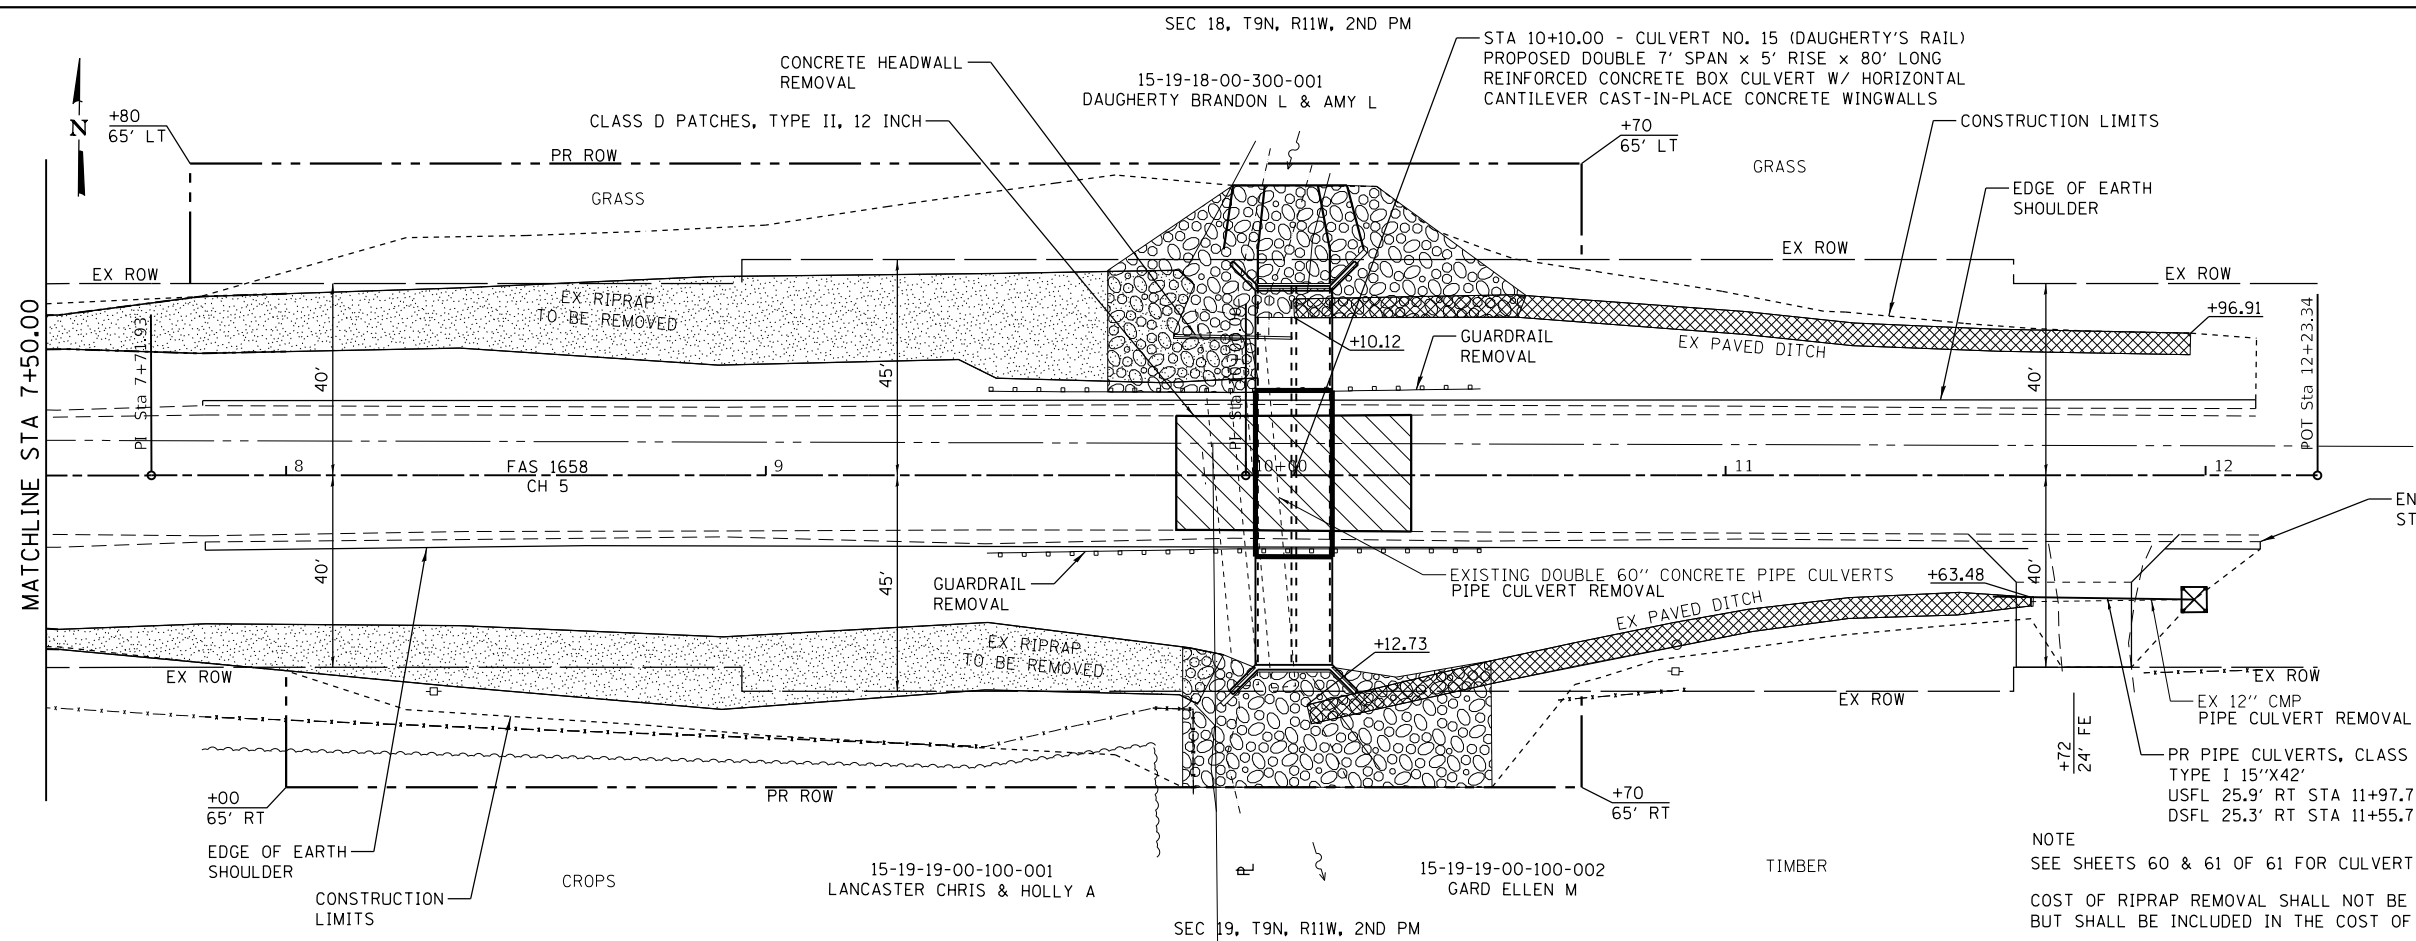 SEC 18, T9N, R11W, 2ND PM
STA 10+10.00 - CULVERT NO. 15 (DAUGHERTY'S RAIL)
PROPOSED DOUBLE 7' SPAN x 5' RISE x 80' LONG
REINFORCED CONCRETE BOX CULVERT W/ HORIZONTAL
CANTILEVER CAST-IN-PLACE CONCRETE WINGWALLS
CONCRETE HEADWALL
REMOVAL
15-19-18-00-300-001
DAUGHERTY BRANDON L & AMY L
CLASS D PATCHES, TYPE II, 12 INCH
N
+80
65' LT
+70
65' LT
CONSTRUCTION LIMITS
PR ROW
GRASS
GRASS
EDGE OF EARTH
SHOULDER
EX ROW
EX ROW
EX ROW
EX RIPRAP
TO BE REMOVED
+96.91
+10.12
GUARDRAIL
REMOVAL
EX PAVED DITCH
MATCHLINE STA 7+50.00
PI Sta 7+71.93
40'
45'
40'
POT Sta 12+23.34
8
9
10+00
11
12
FAS 1658
CH 5
EN
ST
40'
45'
40'
GUARDRAIL
REMOVAL
EXISTING DOUBLE 60" CONCRETE PIPE CULVERTS
PIPE CULVERT REMOVAL
+63.48
EX PAVED DITCH
EX RIPRAP
TO BE REMOVED
+12.73
EX ROW
EX ROW
EX ROW
EX 12" CMP
PIPE CULVERT REMOVAL
+72
24' FE
PR PIPE CULVERTS, CLASS
TYPE I 15"X42'
USFL 25.9' RT STA 11+97.7
DSFL 25.3' RT STA 11+55.7
+00
65' RT
PR ROW
+70
65' RT
EDGE OF EARTH
SHOULDER
CONSTRUCTION
LIMITS
CROPS
15-19-19-00-100-001
LANCASTER CHRIS & HOLLY A
15-19-19-00-100-002
GARD ELLEN M
TIMBER
NOTE
SEE SHEETS 60 & 61 OF 61 FOR CULVERT
COST OF RIPRAP REMOVAL SHALL NOT BE
BUT SHALL BE INCLUDED IN THE COST OF
SEC 19, T9N, R11W, 2ND PM